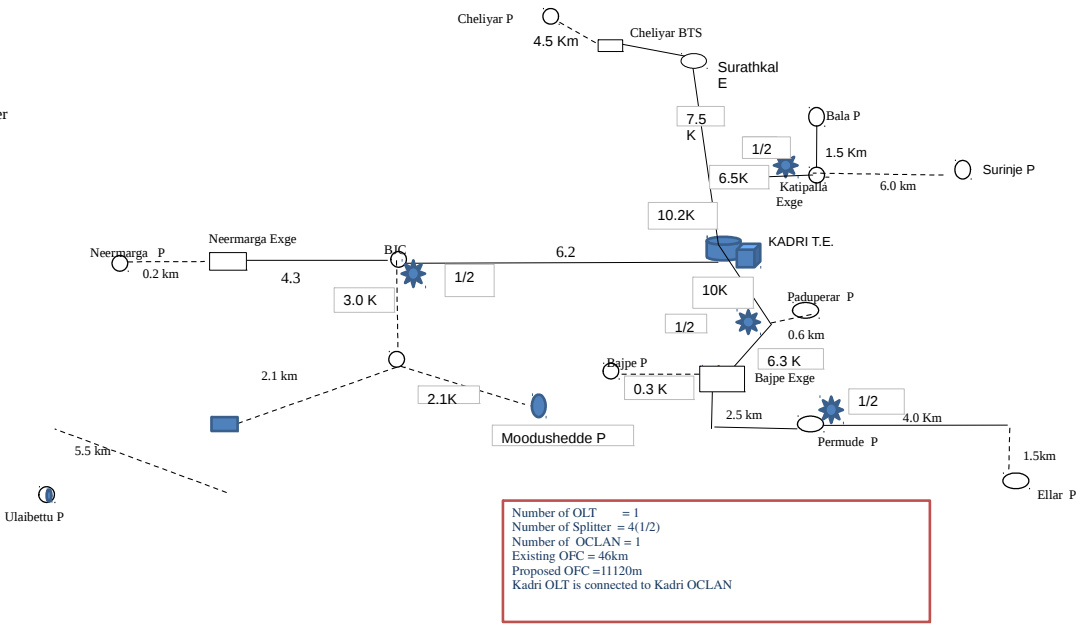 Cheliyar P
4.5 Km
Cheliyar BTS
Surathkal
E
er
7.5
K
Bala P
1/2
1.5 Km
6.5K
Surinje P
Katipalla
Exge
6.0 km
10.2K
KADRI T.E.
Neermarga Exge
Neermarga P
0.2 km
4.3
BJC
1/2
6.2
3.0 K
10K
Paduperar P
1/2
0.6 km
6.3 K
Bajpe P
Bajpe Exge
0.3 K
2.1 km
2.1K
1/2
2.5 km
4.0 Km
Moodushedde P
Permude P
5.5 km
1.5km
Ellar P
Ulaibettu P
Number of OLT = 1
Number of Splitter = 4(1/2)
Number of OCLAN = 1
Existing OFC = 46km
Proposed OFC =11120m
Kadri OLT is connected to Kadri OCLAN